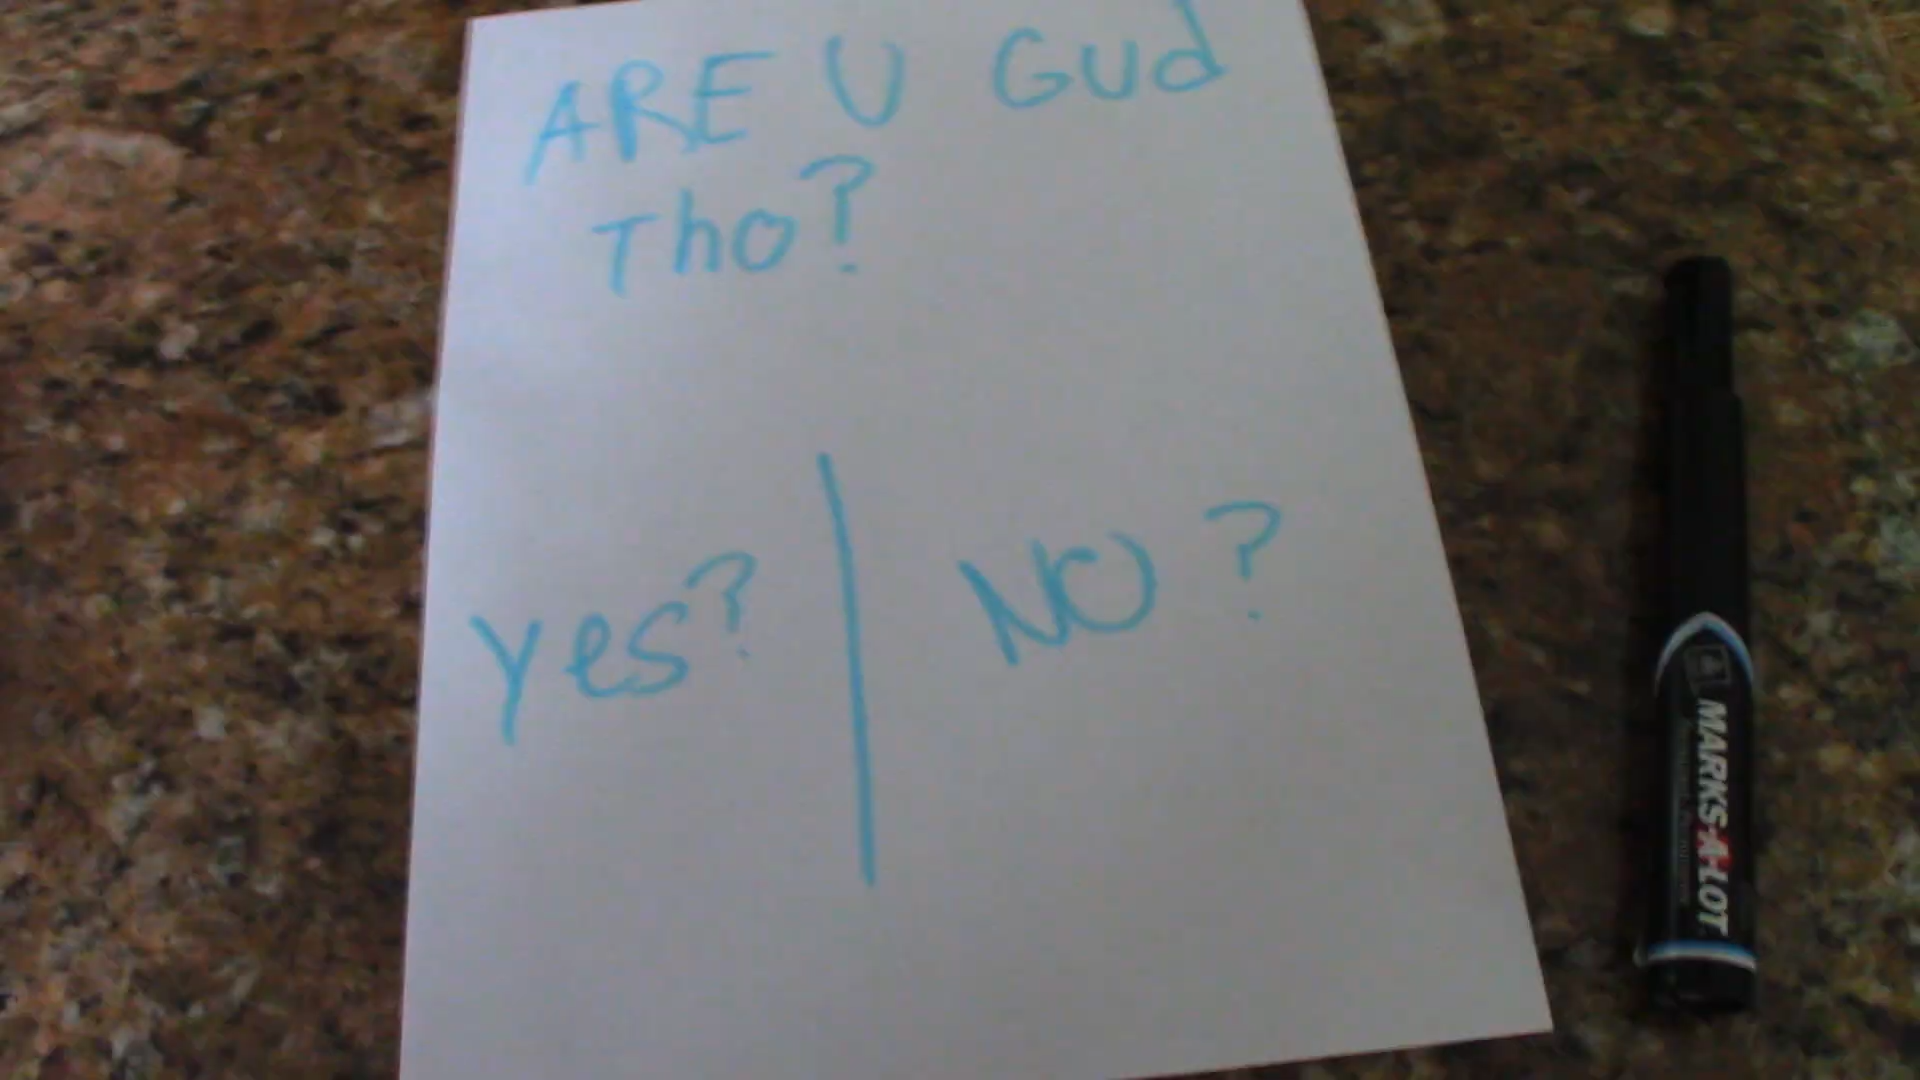 ARE U Gud
Tho?
yes?
NO?
MARKS-A-LOT